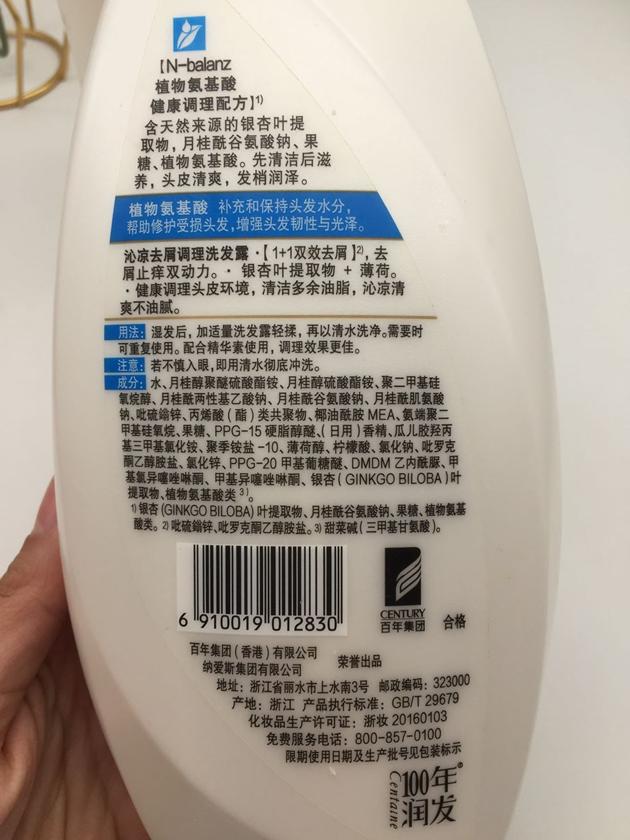 【N-balanz
植物氨基酸
健康调理配方】1)
含天然来源的银杏叶提
取物，月桂酰谷氨酸钠、果
糖、植物氨基酸。先清洁后滋
养，头皮清爽，发梢润泽。
植物氨基酸 补充和保持头发水分，
帮助修护受损头发，增强头发韧性与光泽。
沁凉去屑调理洗发露·【1+1双效去屑】2)，去
屑止痒双动力。· 银杏叶提取物 + 薄荷。
· 健康调理头皮环境，清洁多余油脂，沁凉清
爽不油腻。
用法：湿发后，加适量洗发露轻揉，再以清水洗净。需要时
可重复使用。配合精华素使用，调理效果更佳。
注意：若不慎入眼，即用清水彻底冲洗。
成分：水、月桂醇聚醚硫酸酯铵、月桂醇硫酸酯铵、聚二甲基硅
氧烷醇、月桂酰两性基乙酸钠、月桂酰谷氨酸钠、月桂酰肌氨酸
钠、吡硫鎓锌、丙烯酸（酯）类共聚物、椰油酰胺 MEA、氨端聚二
甲基硅氧烷、果糖、PPG-15 硬脂醇醚、（日用）香精、瓜儿胶羟丙
基三甲基氯化铵、聚季铵盐-10、薄荷醇、柠檬酸、氯化钠、吡罗克
酮乙醇胺盐、氯化锌、PPG-20 甲基葡糖醚、DMDM 乙内酰脲、甲
基氯异噻唑啉酮、甲基异噻唑啉酮、银杏（GINKGO BILOBA）叶
提取物、植物氨基酸类3)。
1) 银杏(GINKGO BILOBA)叶提取物、月桂酰谷氨酸钠、果糖、植物氨基
酸类。2) 吡硫鎓锌、吡罗克酮乙醇胺盐。3) 甜菜碱（三甲基甘氨酸）。
6 910019 012830
CENTURY
百年集团
合格
百年集团（香港）有限公司
纳爱斯集团有限公司
荣誉出品
地址：浙江省丽水市上水南3号 邮政编码：323000
产地：浙江 产品执行标准：GB/T 29679
化妆品生产许可证：浙妆 20160103
免费服务电话：800-857-0100
限期使用日期及生产批号见包装标示
100年®
润发
Centaine